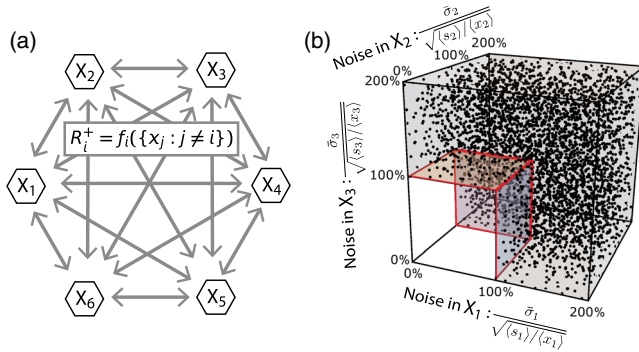 (a)
X₂
X₃
R_i^+ = f_i({x_j : j ≠ i})
X₁
X₄
X₆
X₅
(b)
Noise in X₂ : σ̄₂ / √(⟨s₂⟩/⟨x₂⟩)
0%
100%
200%
Noise in X₃ : σ̄₃ / √(⟨s₃⟩/⟨x₃⟩)
200%
100%
0%
0%
100%
200%
Noise in X₁ : σ̄₁ / √(⟨s₁⟩/⟨x₁⟩)